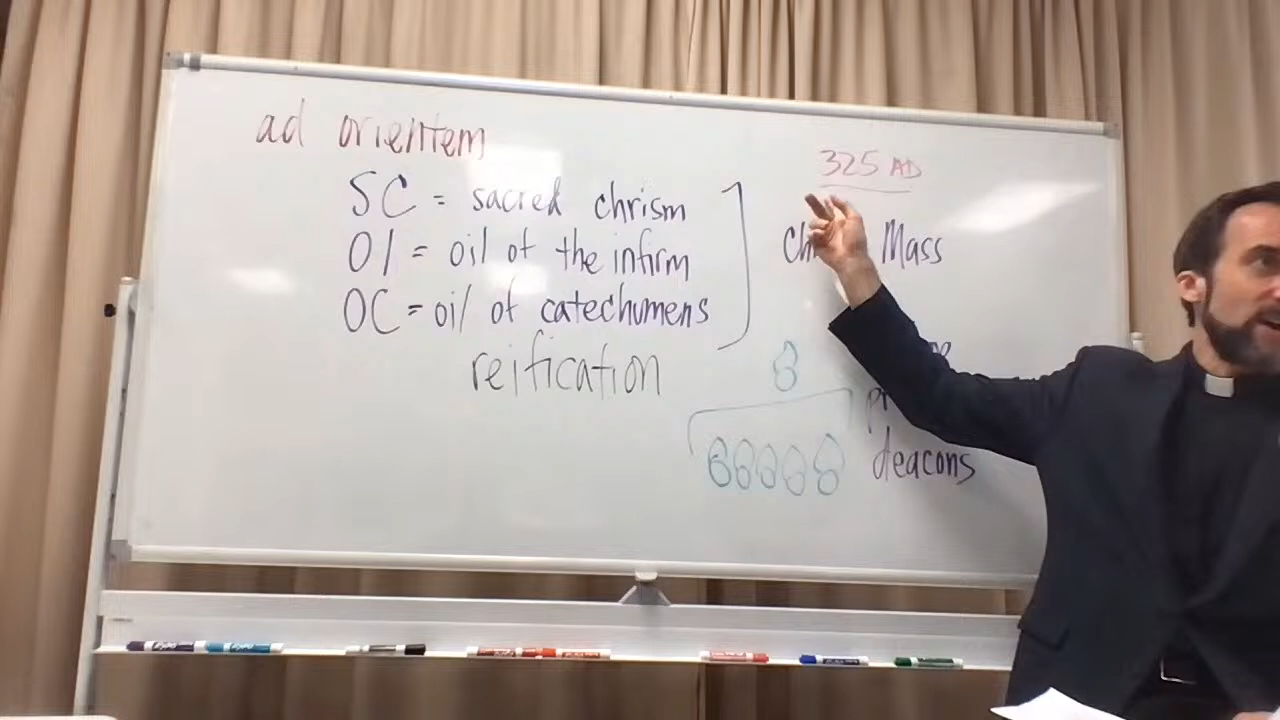 ad orientem
SC = sacred chrism
OI = oil of the infirm
OC = oil of catechumens
reification
325 AD
Mass
deacons